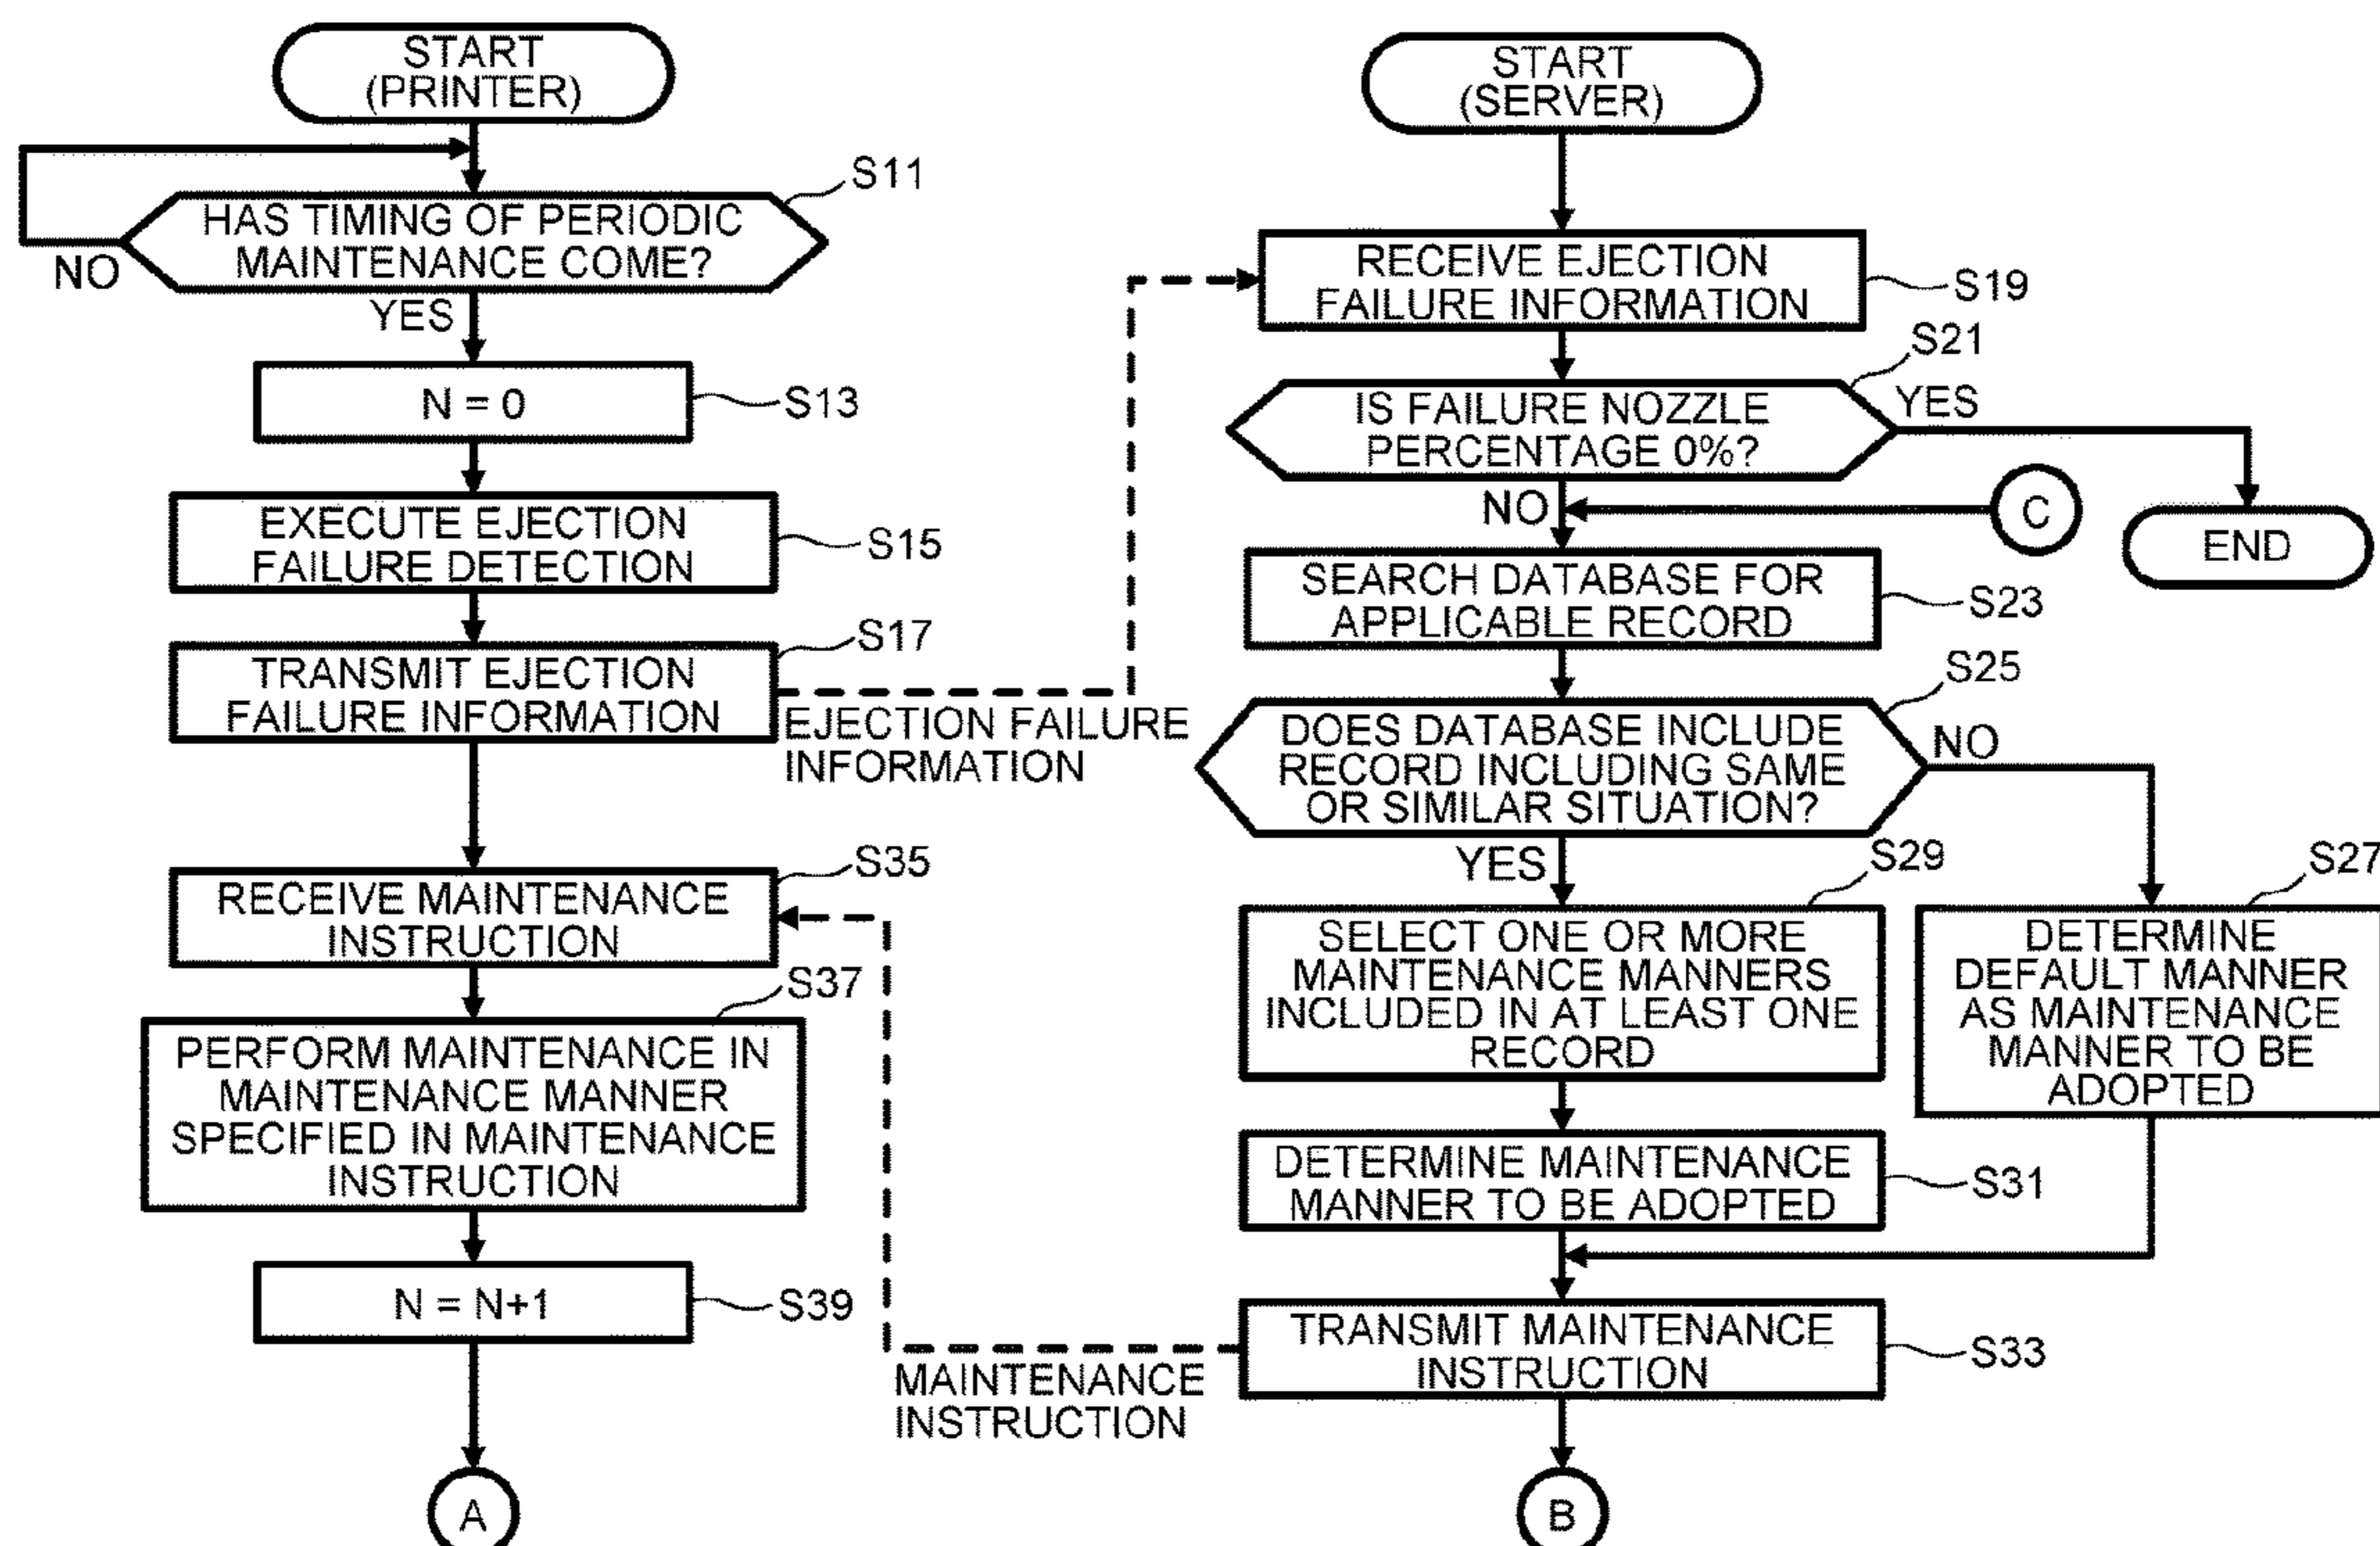 START
(PRINTER)
S11
HAS TIMING OF PERIODIC
MAINTENANCE COME?
NO
YES
N = 0
S13
EXECUTE EJECTION
FAILURE DETECTION
S15
TRANSMIT EJECTION
FAILURE INFORMATION
S17
EJECTION FAILURE
INFORMATION
RECEIVE MAINTENANCE
INSTRUCTION
S35
PERFORM MAINTENANCE IN
MAINTENANCE MANNER
SPECIFIED IN MAINTENANCE
INSTRUCTION
S37
N = N+1
S39
A
START
(SERVER)
RECEIVE EJECTION
FAILURE INFORMATION
S19
S21
IS FAILURE NOZZLE
PERCENTAGE 0%?
YES
NO
C
END
SEARCH DATABASE FOR
APPLICABLE RECORD
S23
S25
DOES DATABASE INCLUDE
RECORD INCLUDING SAME
OR SIMILAR SITUATION?
NO
YES
S29
SELECT ONE OR MORE
MAINTENANCE MANNERS
INCLUDED IN AT LEAST ONE
RECORD
S27
DETERMINE
DEFAULT MANNER
AS MAINTENANCE
MANNER TO BE
ADOPTED
DETERMINE MAINTENANCE
MANNER TO BE ADOPTED
S31
TRANSMIT MAINTENANCE
INSTRUCTION
S33
MAINTENANCE
INSTRUCTION
B